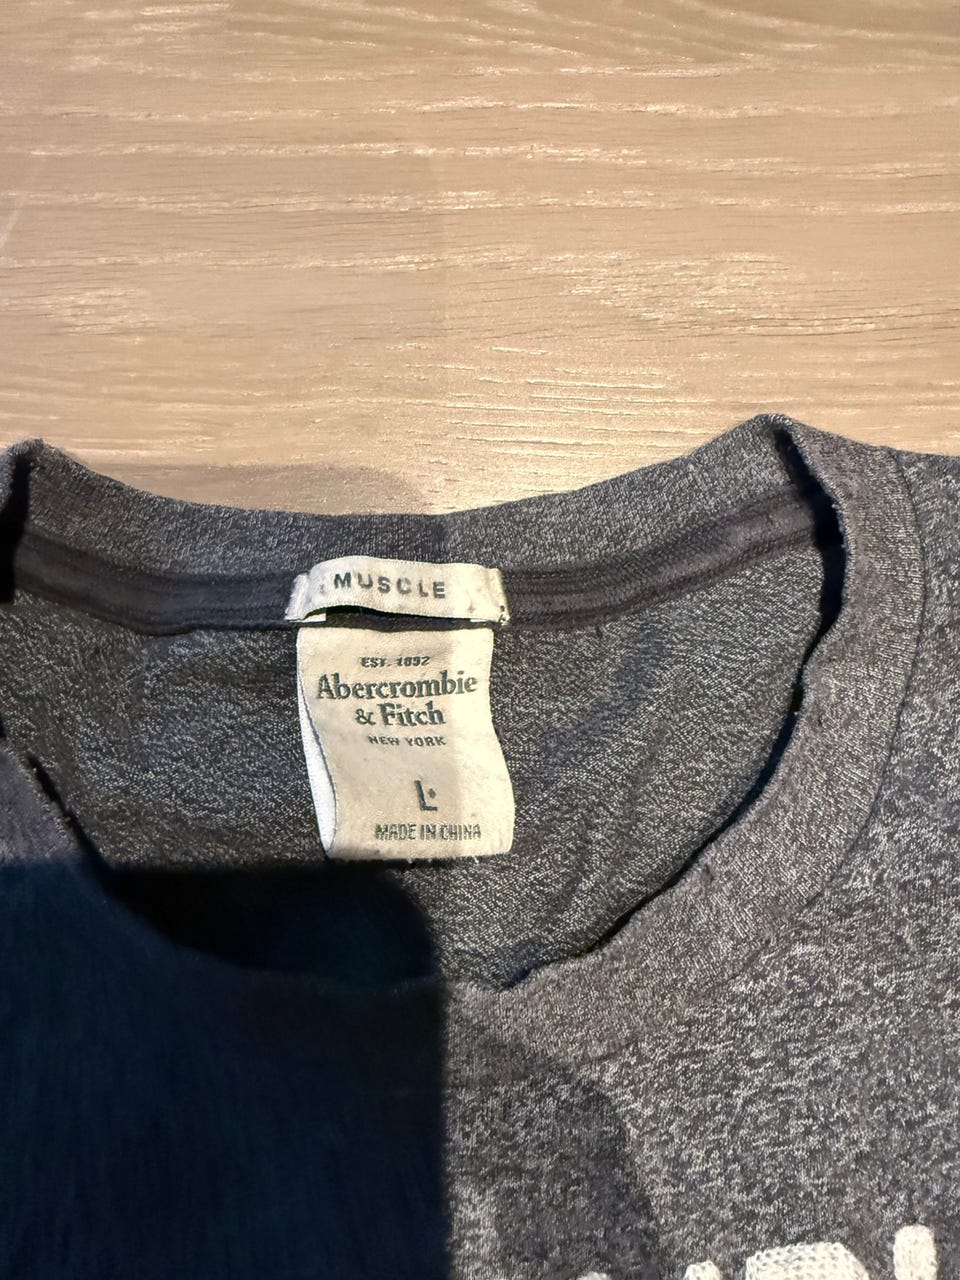 MUSCLE
EST. 1892
Abercrombie
& Fitch
NEW YORK
L
MADE IN CHINA